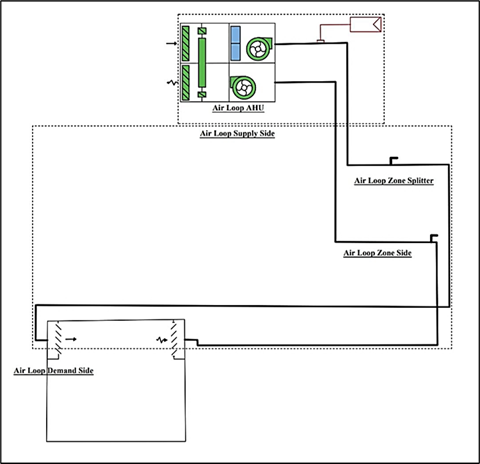 Air Loop AHU
Air Loop Supply Side
Air Loop Zone Splitter
Air Loop Zone Side
Air Loop Demand Side